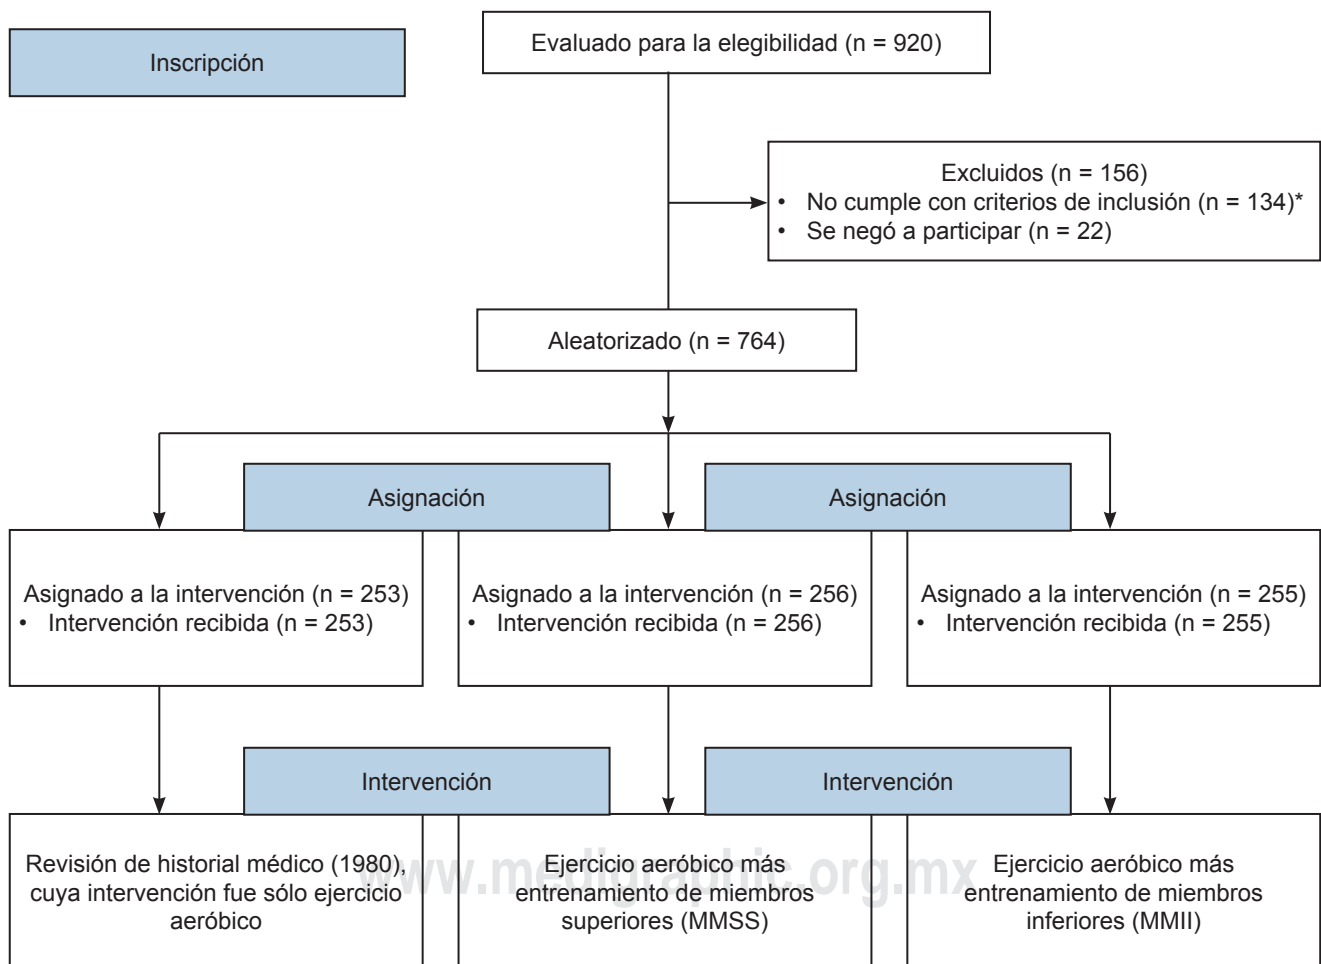 Inscripción
Evaluado para la elegibilidad (n = 920)
Excluidos (n = 156)
• No cumple con criterios de inclusión (n = 134)*
• Se negó a participar (n = 22)
Aleatorizado (n = 764)
Asignación
Asignación
Asignado a la intervención (n = 253)
• Intervención recibida (n = 253)
Asignado a la intervención (n = 256)
• Intervención recibida (n = 256)
Asignado a la intervención (n = 255)
• Intervención recibida (n = 255)
Intervención
Intervención
Revisión de historial médico (1980),
cuya intervención fue sólo ejercicio
aeróbico
Ejercicio aeróbico más
entrenamiento de miembros
superiores (MMSS)
Ejercicio aeróbico más
entrenamiento de miembros
inferiores (MMII)
www.medigraphic.org.mx